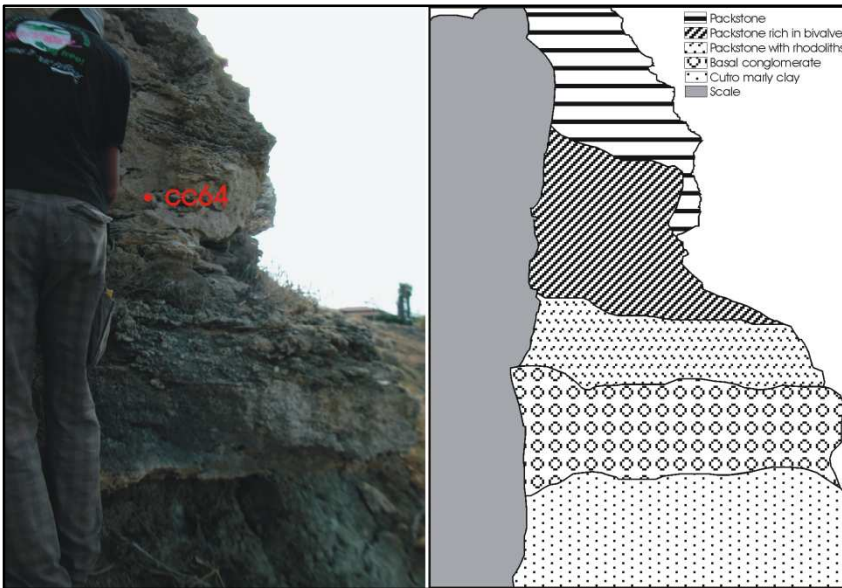 cc64
Packstone
Packstone rich in bivalve
Packstone with rhodoliths
Basal conglomerate
Cutro marly clay
Scale